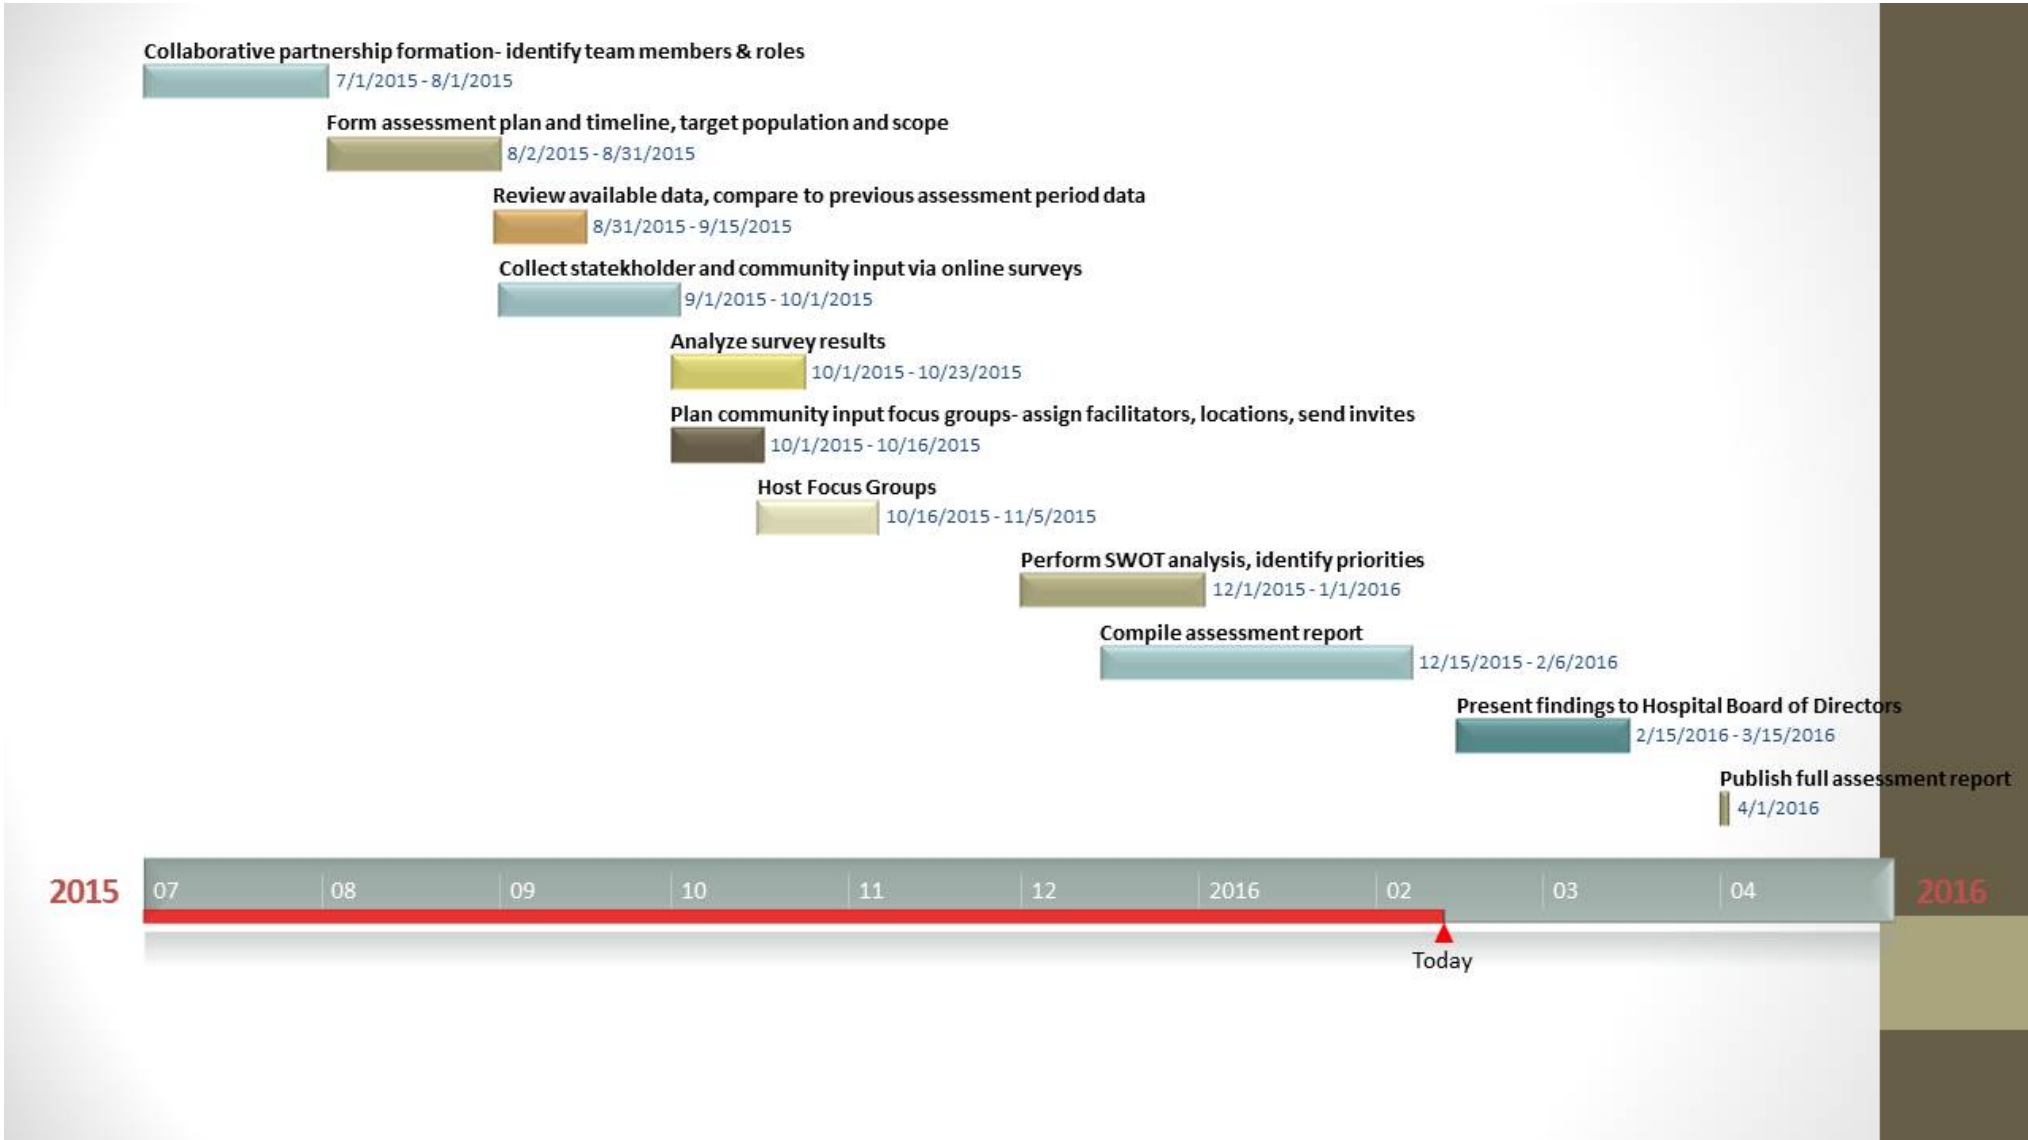 Collaborative partnership formation- identify team members & roles
7/1/2015 - 8/1/2015
Form assessment plan and timeline, target population and scope
8/2/2015 - 8/31/2015
Review available data, compare to previous assessment period data
8/31/2015 - 9/15/2015
Collect statekholder and community input via online surveys
9/1/2015 - 10/1/2015
Analyze survey results
10/1/2015 - 10/23/2015
Plan community input focus groups- assign facilitators, locations, send invites
10/1/2015 - 10/16/2015
Host Focus Groups
10/16/2015 - 11/5/2015
Perform SWOT analysis, identify priorities
12/1/2015 - 1/1/2016
Compile assessment report
12/15/2015 - 2/6/2016
Present findings to Hospital Board of Directors
2/15/2016 - 3/15/2016
Publish full assessment report
4/1/2016
2015 07 08 09 10 11 12 2016 02 03 04 2016
Today